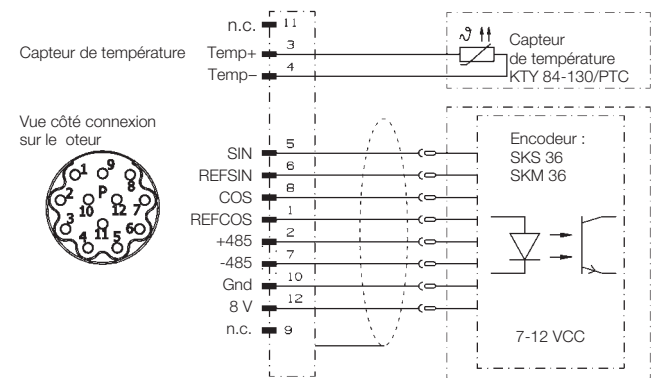 n.c. 11
Capteur de température Temp+ 3
Temp− 4
ϑ
Capteur
de température
KTY 84-130/PTC
Vue côté connexion
sur le oteur
1 9 8 2 P 10 12 7 3 11 6 4 5
SIN 5
REFSIN 6
COS 8
REFCOS 1
+485 2
-485 7
Gnd 10
8 V 12
n.c. 9
Encodeur :
SKS 36
SKM 36
7-12 VCC